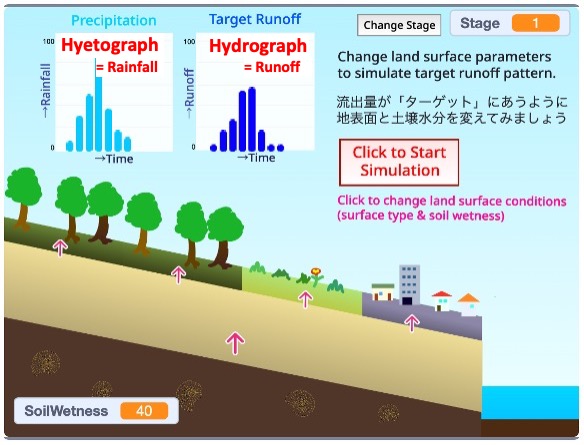 Precipitation
Target Runoff
Change Stage
Stage 1
100
Hyetograph
= Rainfall
→Rainfall
0
→Time
100
Hydrograph
= Runoff
→Runoff
0
→Time
Change land surface parameters
to simulate target runoff pattern.
流出量が「ターゲット」にあうように
地表面と土壌水分を変えてみましょう
Click to Start
Simulation
Click to change land surface conditions
(surface type & soil wetness)
SoilWetness 40